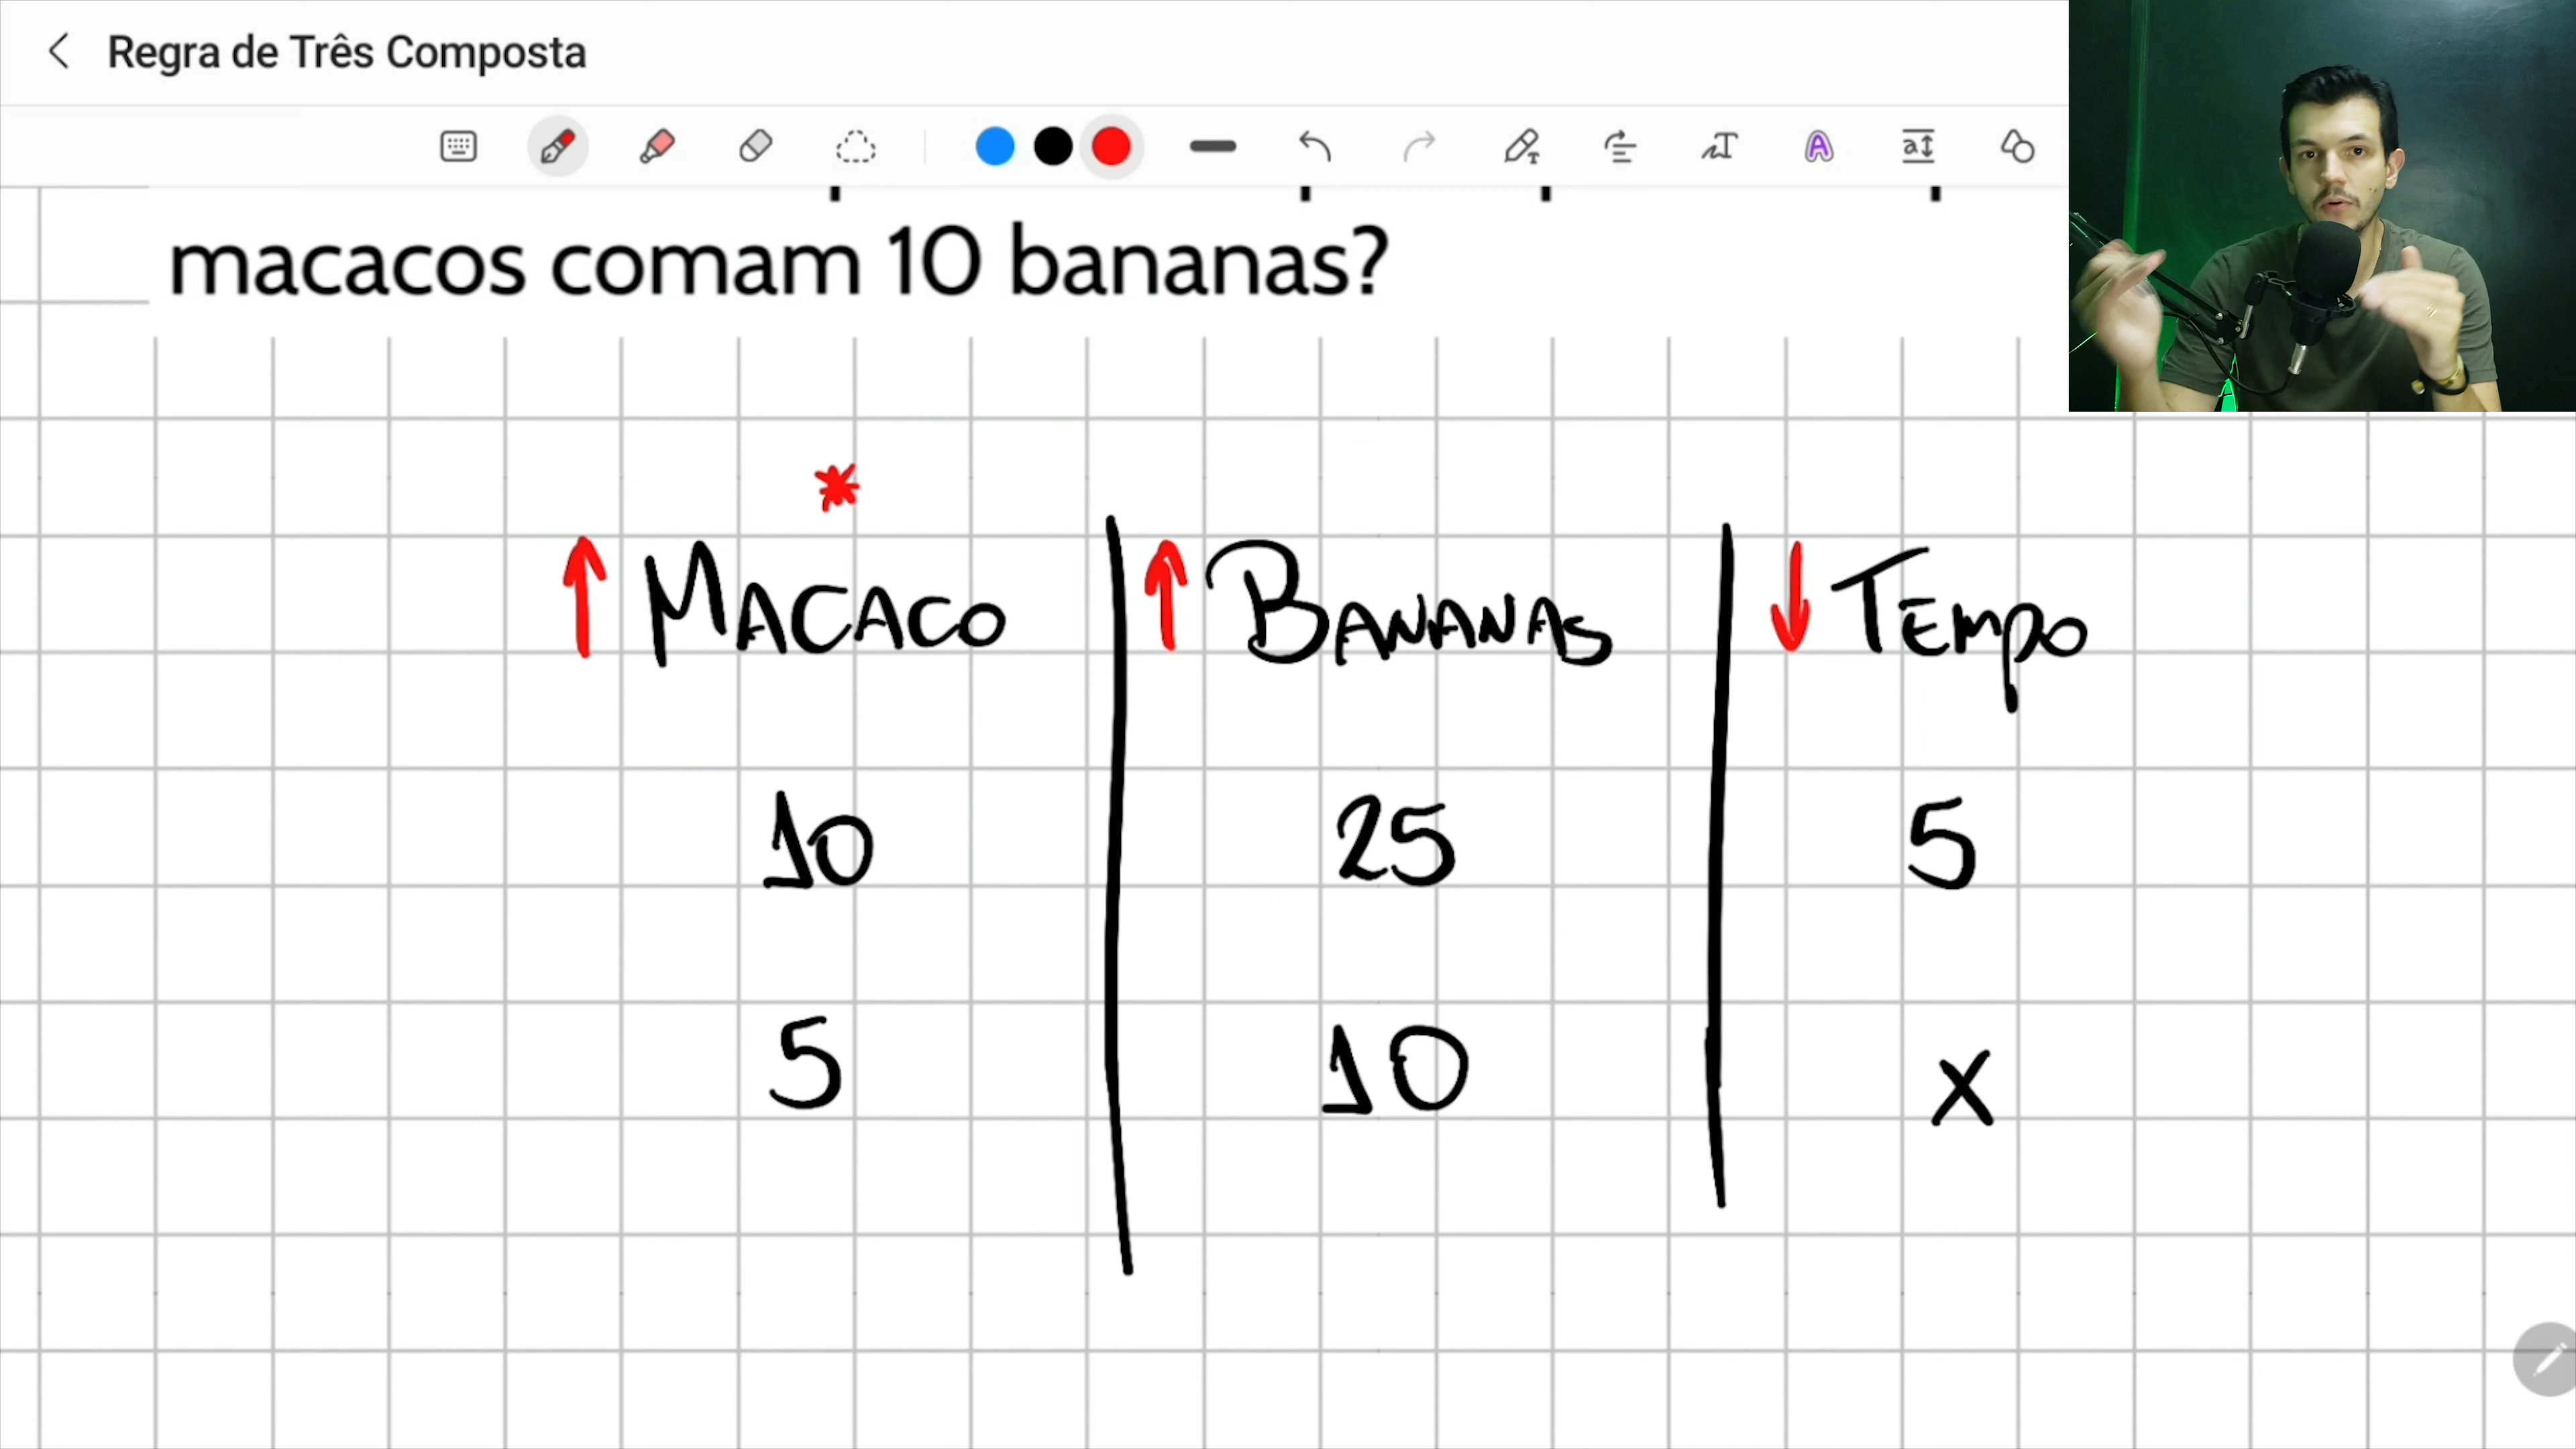 Regra de Três Composta
macacos comam 10 bananas?
*
↑ MACACO ↑ BANANAS ↓ TEMPO
10 25 5
5 10 x